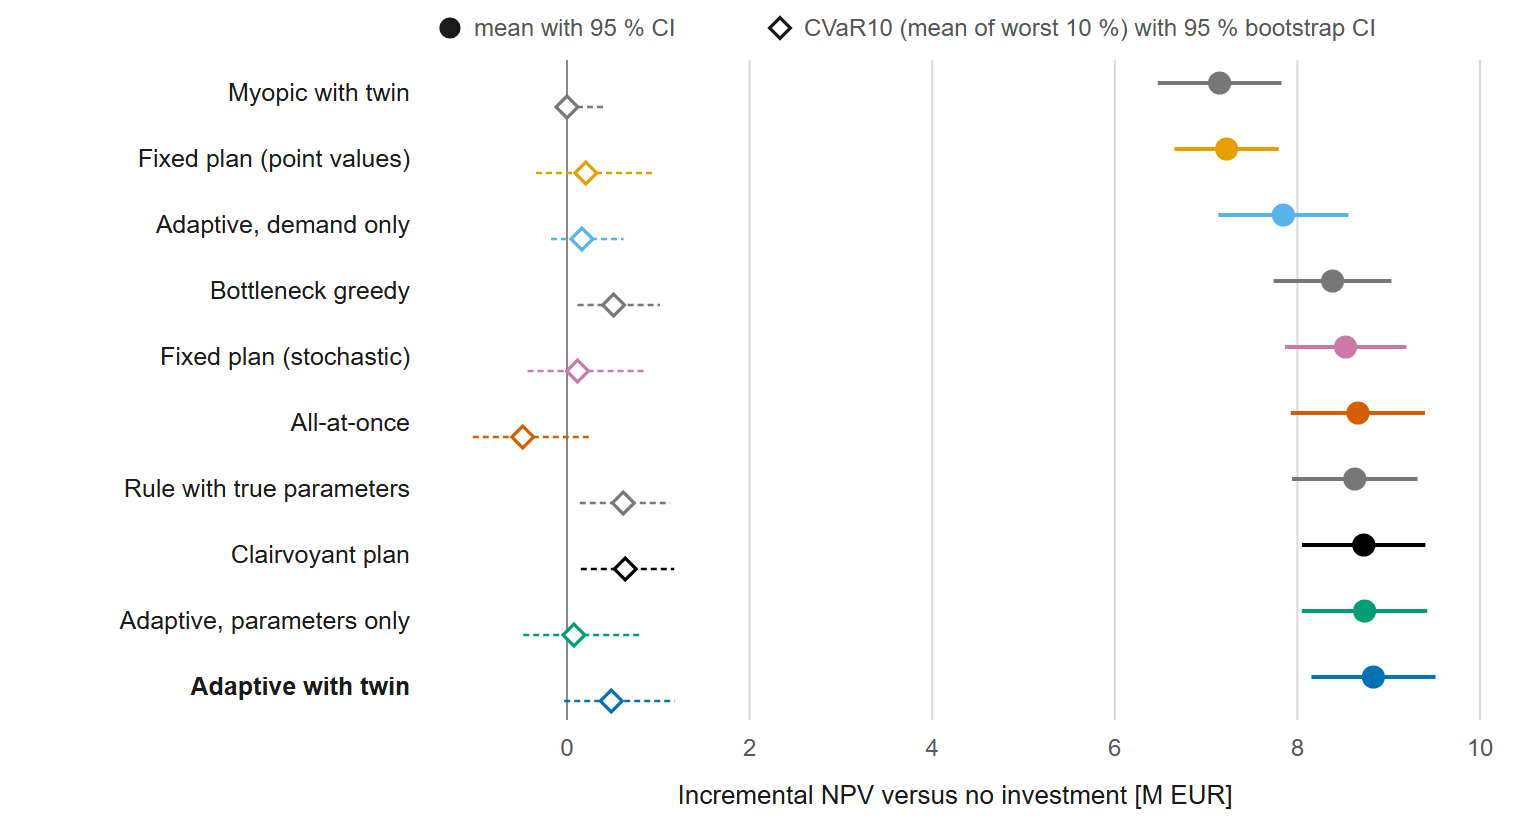 mean with 95 % CI
CVaR10 (mean of worst 10 %) with 95 % bootstrap CI
Myopic with twin
Fixed plan (point values)
Adaptive, demand only
Bottleneck greedy
Fixed plan (stochastic)
All-at-once
Rule with true parameters
Clairvoyant plan
Adaptive, parameters only
Adaptive with twin
0 2 4 6 8 10
Incremental NPV versus no investment [M EUR]